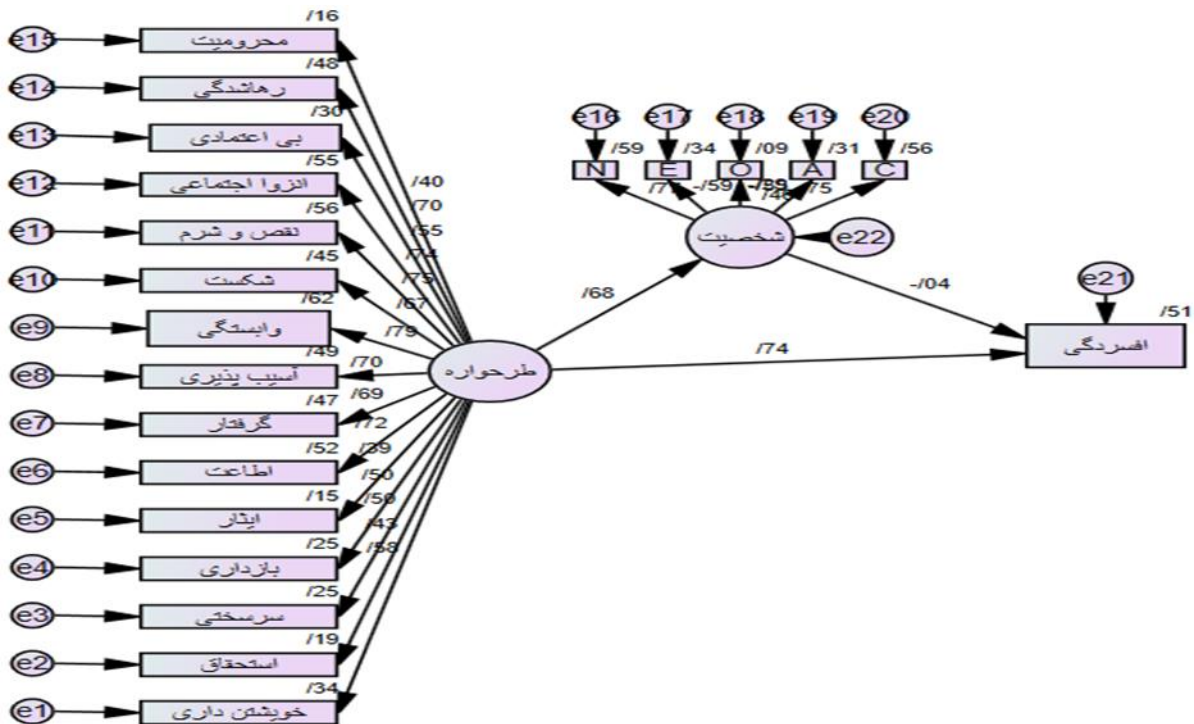 /16
e15
محرومیت
/48
e14
رهاشدگی
/30
e13
بی اعتمادی
/55
e12
انزوا اجتماعی
/56
e11
نقص و شرم
/45
e10
شکست
/62
e9
وابستگی
/49
e8
آسیب پذیری
/47
e7
گرفتار
/52
e6
اطاعت
/15
e5
ایثار
/25
e4
بازداری
/25
e3
سرسختی
/19
e2
استحقاق
/34
e1
خویشتن داری
/40
/70
/55
/74
/75
/67
/79
/70
/69
/72
/39
/50
/50
/43
/58
طرحواره
e16
e17
e18
e19
e20
/59
/34
/09
/31
/56
N
E
O
A
C
-/59
/75
شخصیت
e22
/68
-/04
/74
e21
/51
افسردگی